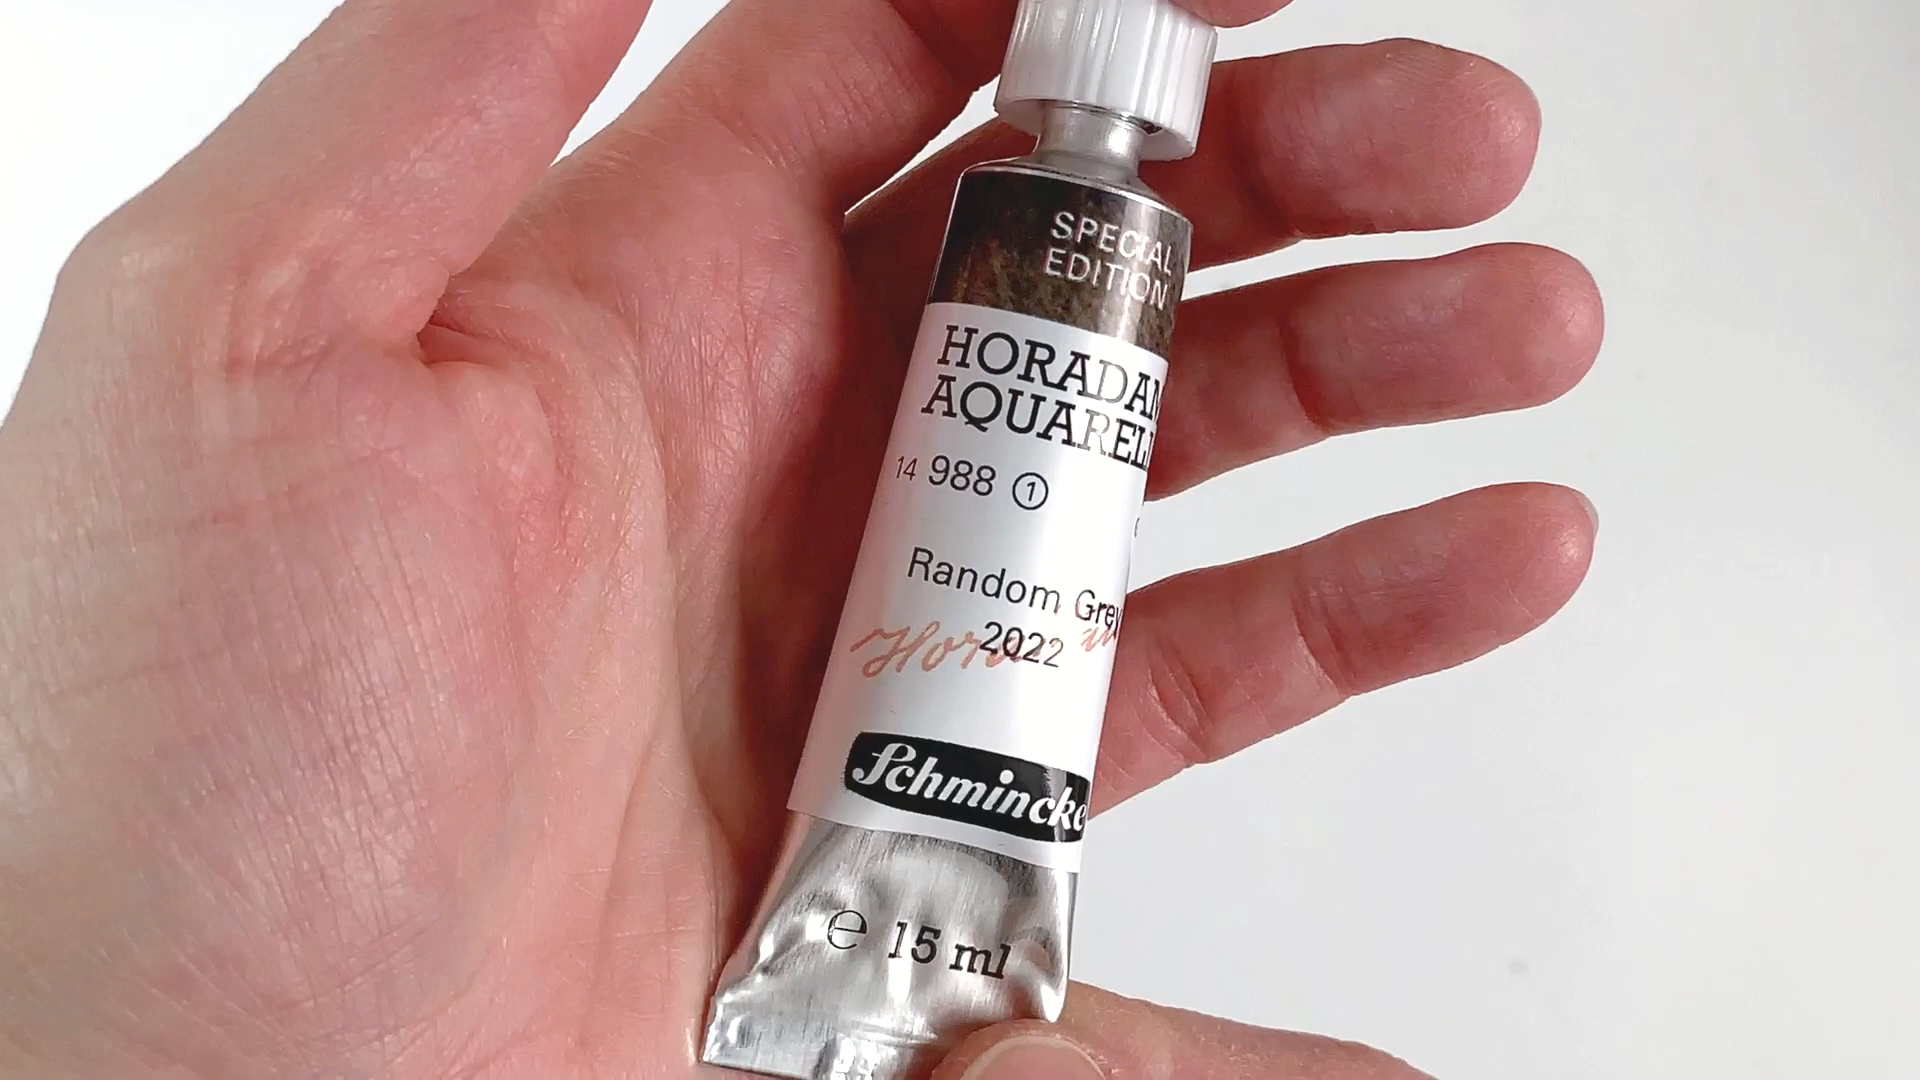 SPECIAL
EDITION
HORADAM
AQUARELL
14 988 ①
Random Grey
2022
Schmincke
℮ 15 ml